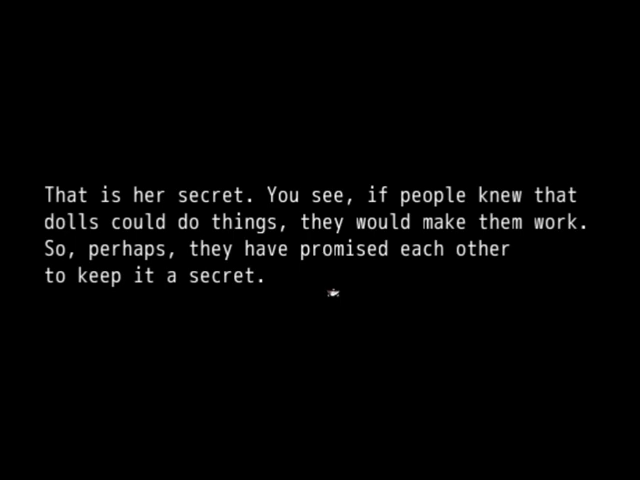 That is her secret. You see, if people knew that
dolls could do things, they would make them work.
So, perhaps, they have promised each other
to keep it a secret.